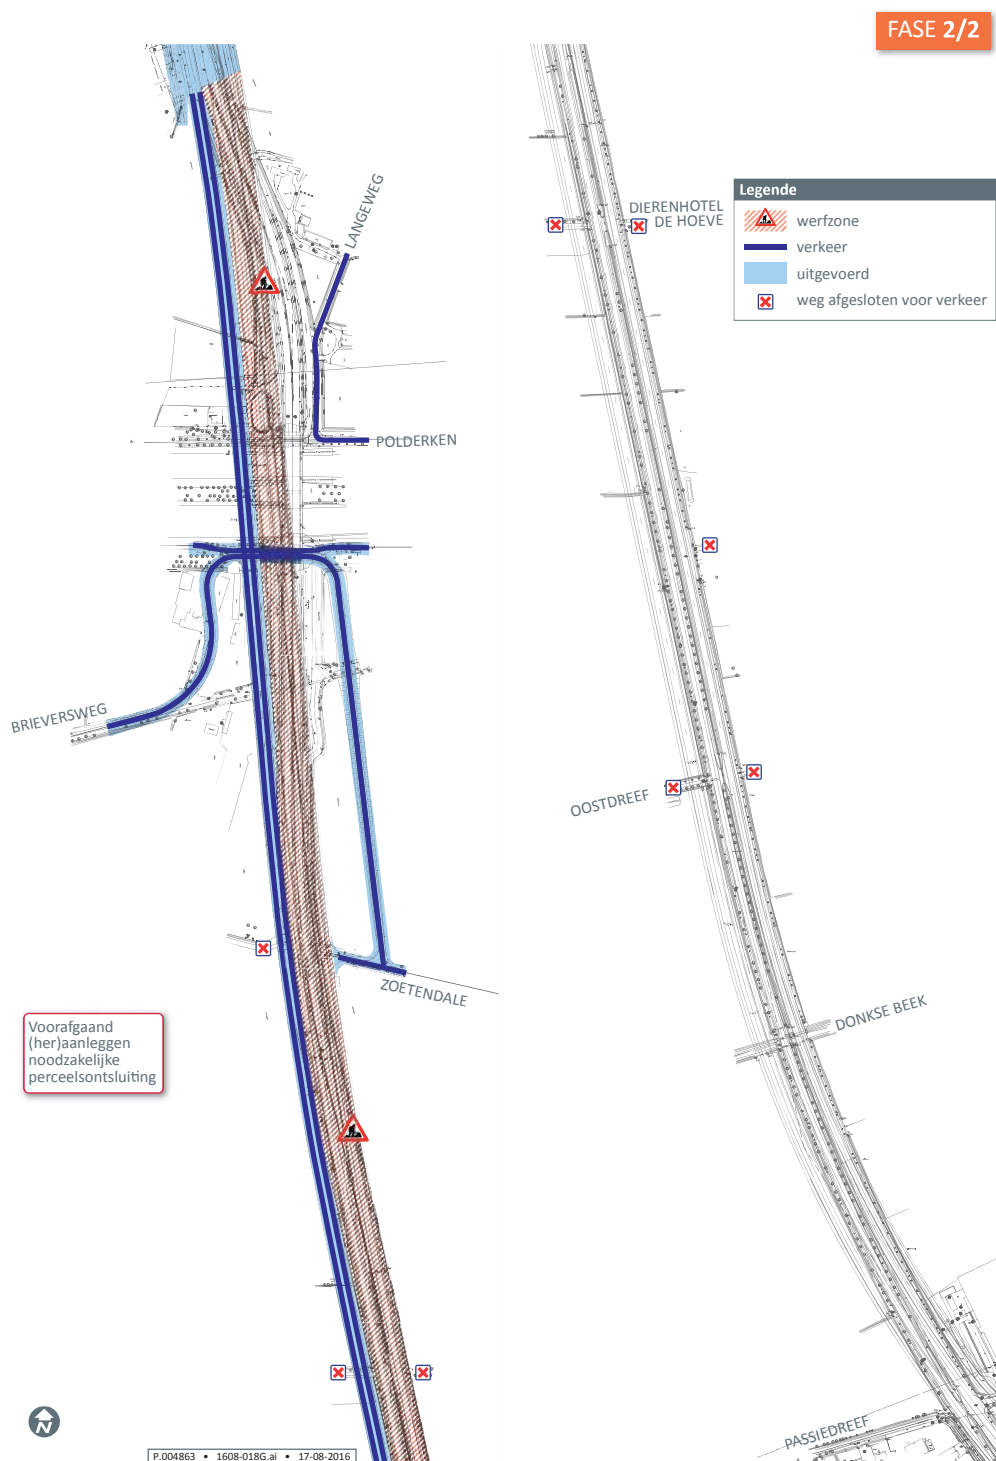 FASE 2/2
LANGEWEG
DIERENHOTEL
DE HOEVE
Legende
werfzone
verkeer
uitgevoerd
weg afgesloten voor verkeer
POLDERKEN
BRIEVERSWEG
OOSTDREEF
ZOETENDALE
DONKSE BEEK
Voorafgaand
(her)aanleggen
noodzakelijke
perceelsontsluiting
N
PASSIEDREEF
P.004863 • 1608-018G.ai • 17-08-2016